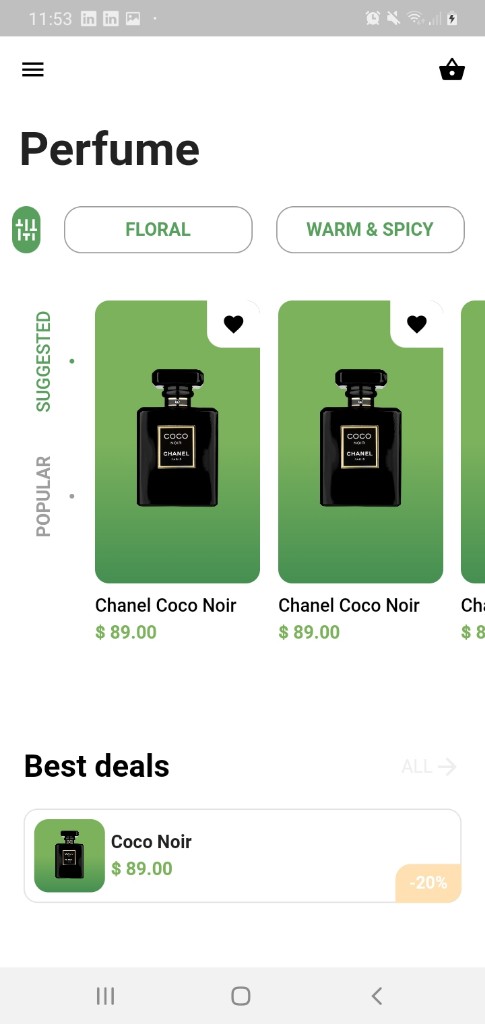 11:53
Perfume
FLORAL
WARM & SPICY
SUGGESTED
POPULAR
COCO
NOIR
CHANEL
PARIS
COCO
NOIR
CHANEL
PARIS
Chanel Coco Noir
$ 89.00
Chanel Coco Noir
$ 89.00
Cha
$ 8
Best deals
ALL
Coco Noir
$ 89.00
-20%